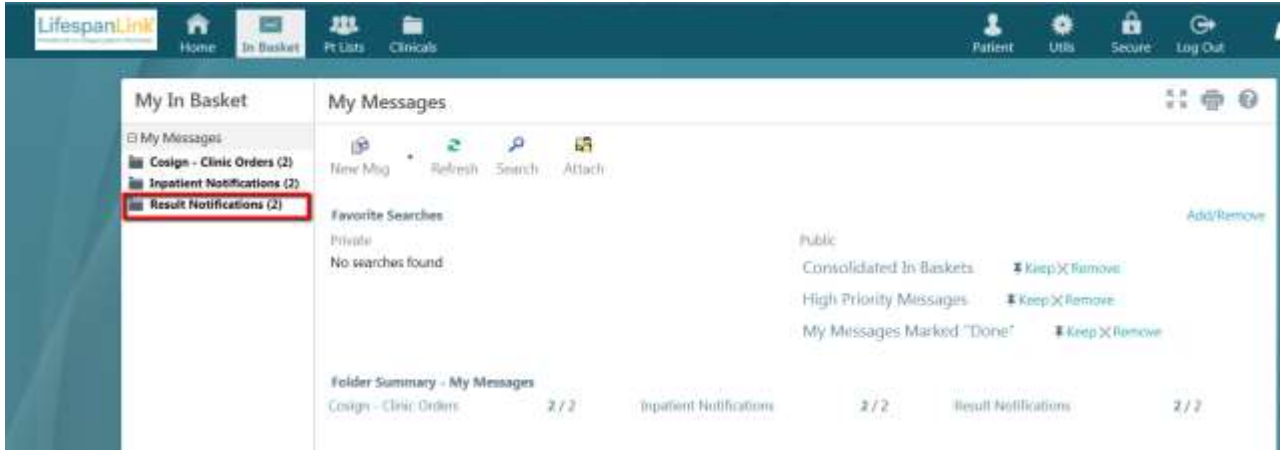 LifespanLink
Home
In Basket
Pt Lists
Clinicals
Patient
Utils
Secure
Log Out
My In Basket
My Messages
My Messages
Cosign - Clinic Orders (2)
Inpatient Notifications (2)
Result Notifications (2)
New Msg
Refresh
Search
Attach
Favorite Searches
Add/Remove
Private
Public
No searches found
Consolidated In Baskets Keep Remove
High Priority Messages Keep Remove
My Messages Marked "Done" Keep Remove
Folder Summary - My Messages
Cosign - Clinic Orders 2 / 2 Inpatient Notifications 2 / 2 Result Notifications 2 / 2